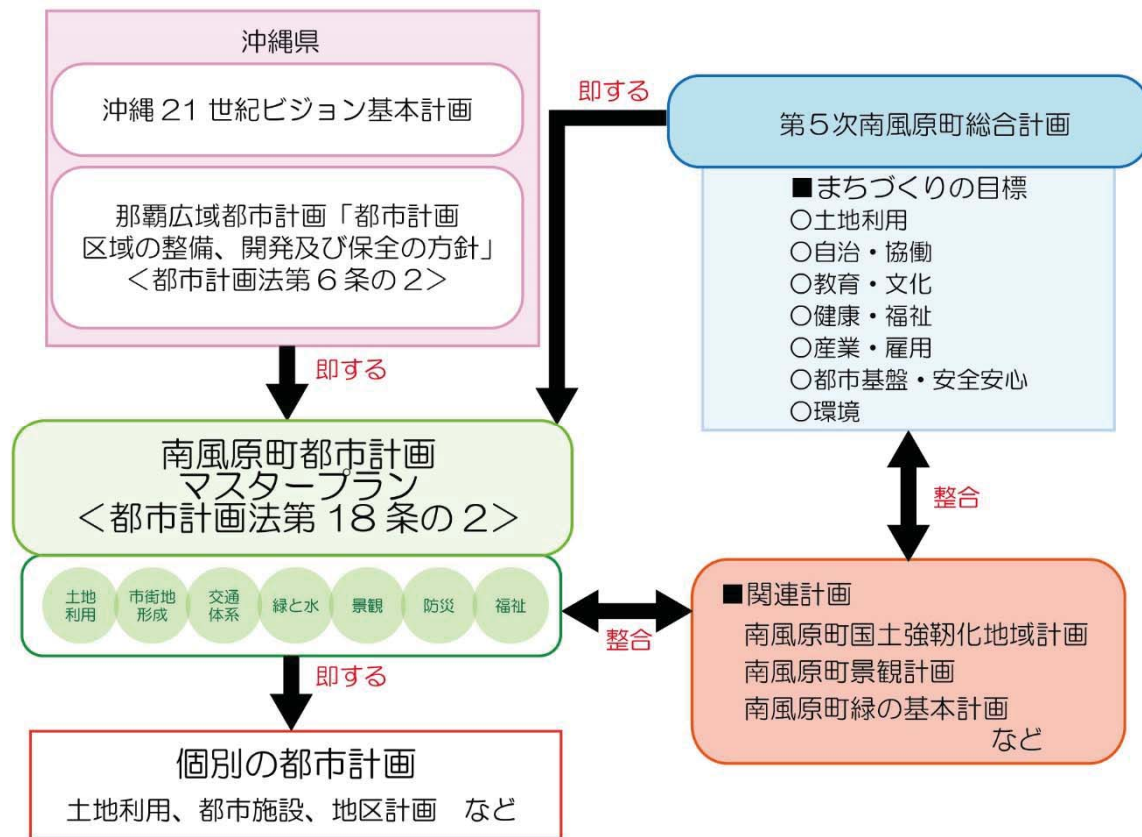 沖縄県
沖縄21世紀ビジョン基本計画
那覇広域都市計画「都市計画
区域の整備、開発及び保全の方針」
＜都市計画法第6条の2＞
即する
第5次南風原町総合計画
■まちづくりの目標
○土地利用
○自治・協働
○教育・文化
○健康・福祉
○産業・雇用
○都市基盤・安全安心
○環境
即する
南風原町都市計画
マスタープラン
＜都市計画法第18条の2＞
土地
利用
市街地
形成
交通
体系
緑と水
景観
防災
福祉
整合
整合
■関連計画
南風原町国土強靭化地域計画
南風原町景観計画
南風原町緑の基本計画
など
即する
個別の都市計画
土地利用、都市施設、地区計画　など